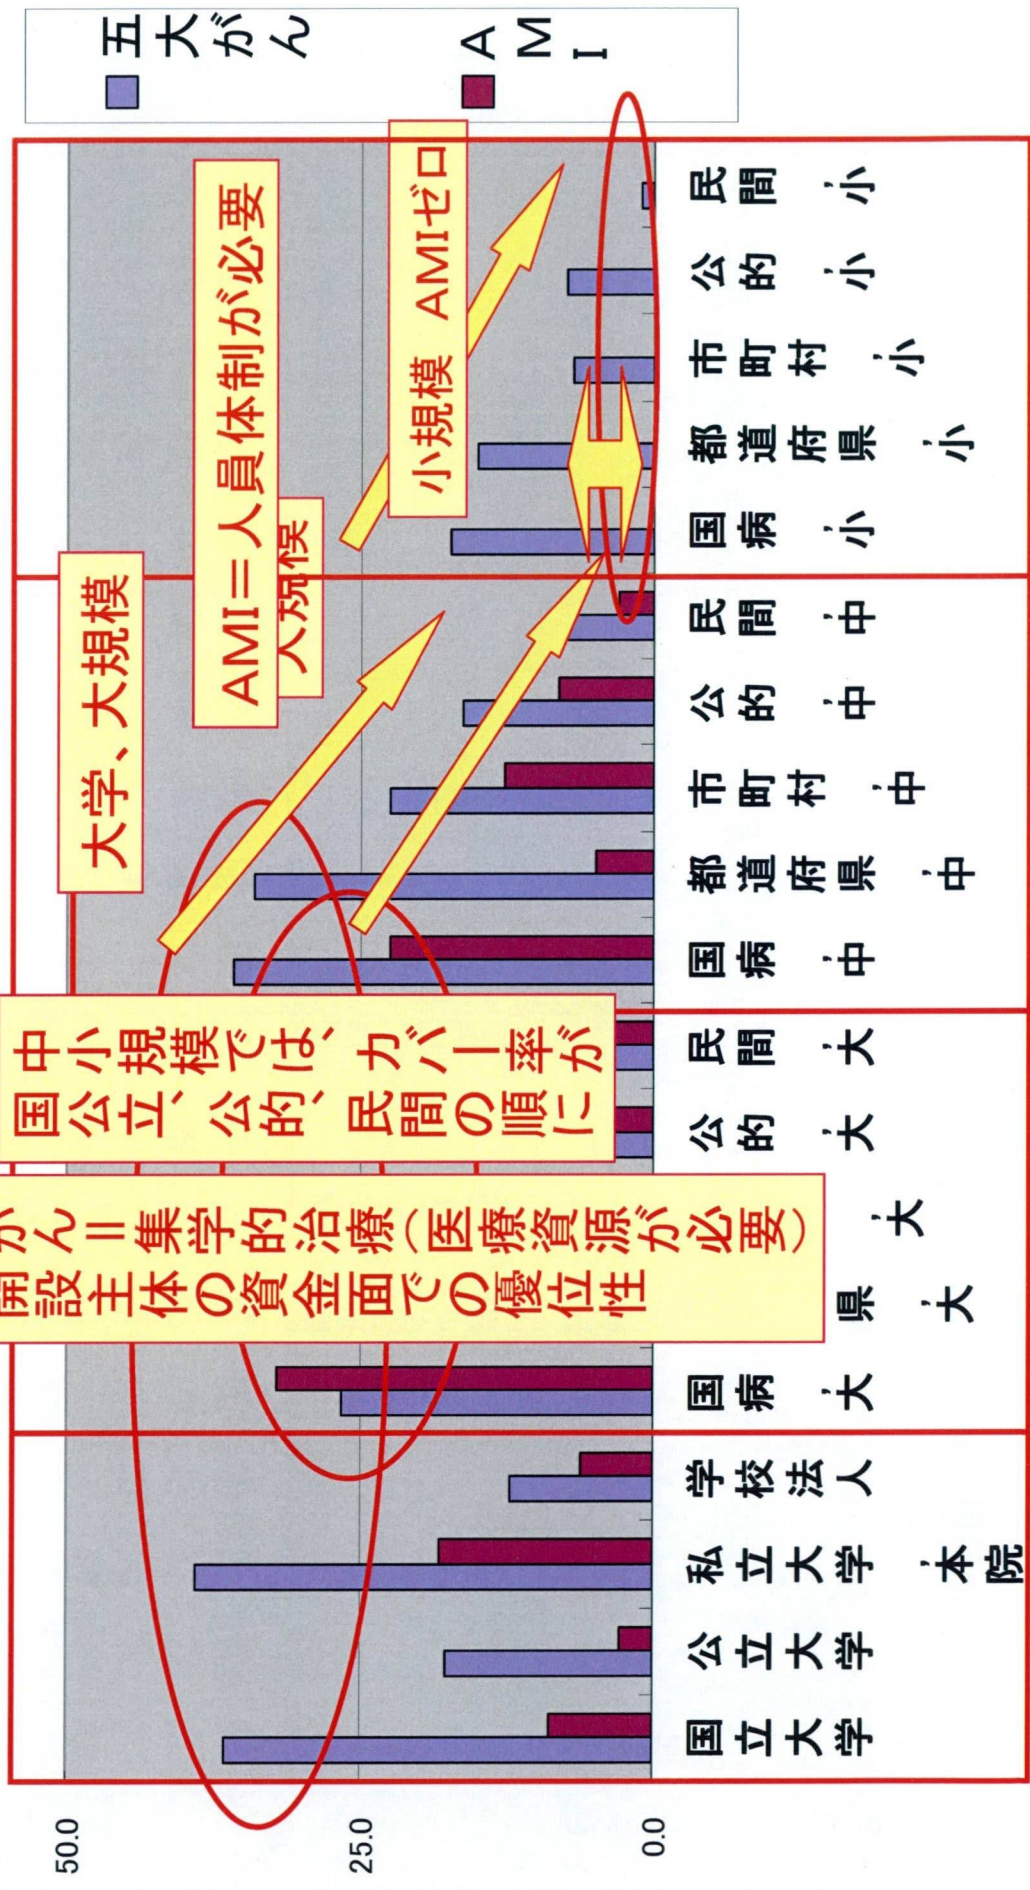 大学、大規模
AMI＝人員体制が必要
小規模　AMIゼロ
中小規模では、カバー率が
国公立、公的、民間の順に
がん＝集学的治療（医療資源が必要）
開設主体の資金面での優位性
50.0
25.0
0.0
国立大学
公立大学
私立大学,本院
学校法人
国病,大
県,大
,大
公的,大
民間,大
国病,中
都道府県,中
市町村,中
公的,中
民間,中
国病,小
都道府県,小
市町村,小
公的,小
民間,小
五大がん
AMI